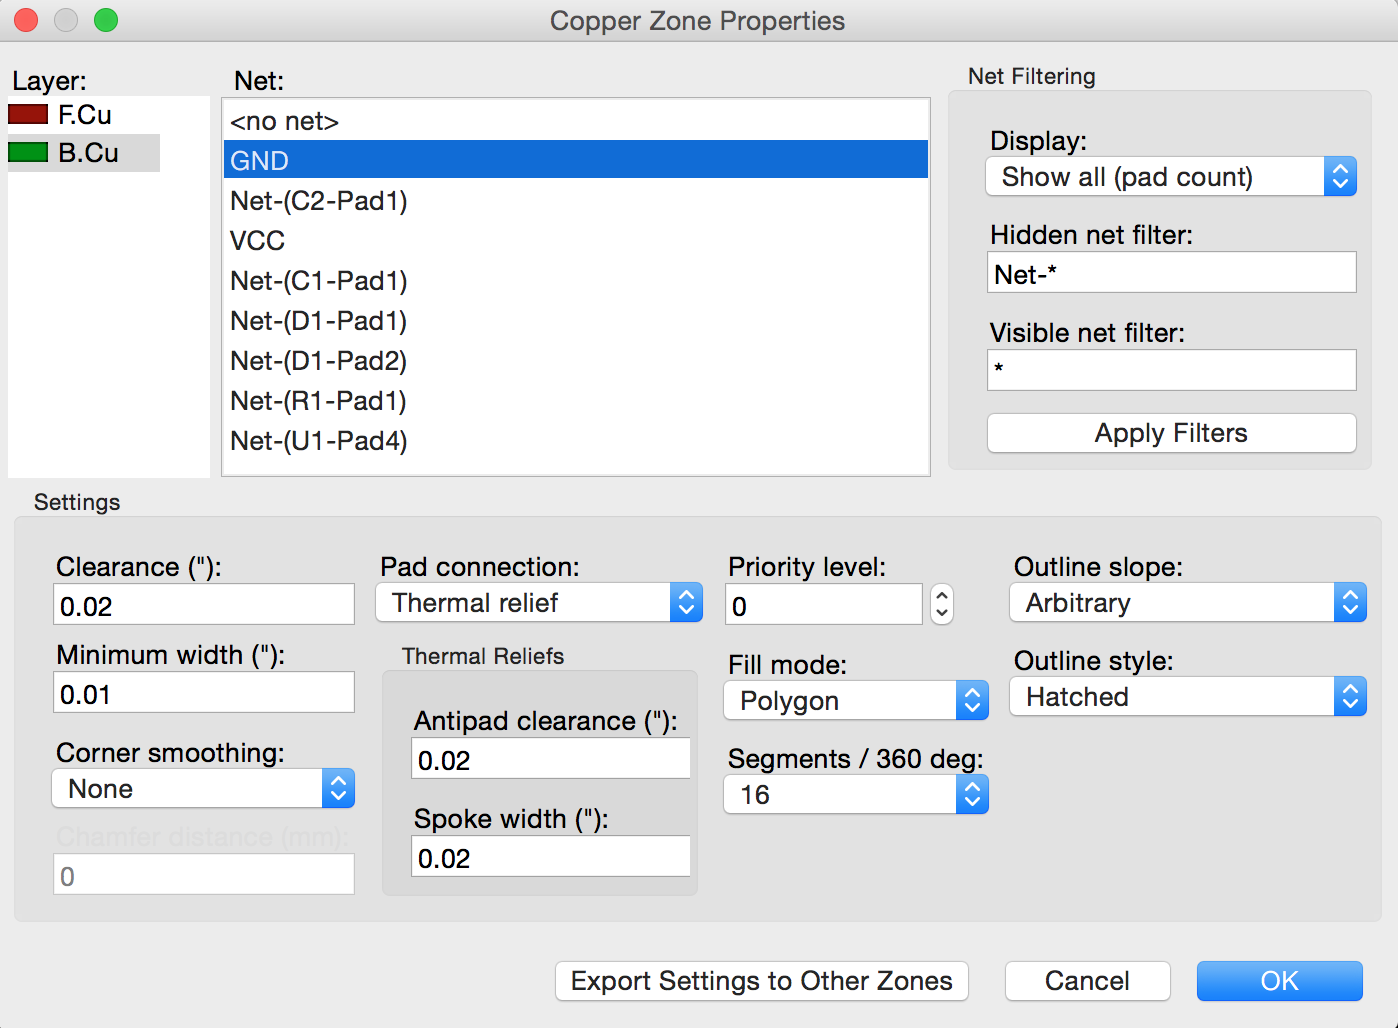 Copper Zone Properties
Layer:
F.Cu
B.Cu
Net:
<no net>
GND
Net-(C2-Pad1)
VCC
Net-(C1-Pad1)
Net-(D1-Pad1)
Net-(D1-Pad2)
Net-(R1-Pad1)
Net-(U1-Pad4)
Net Filtering
Display:
Show all (pad count)
Hidden net filter:
Net-*
Visible net filter:
*
Apply Filters
Settings
Clearance ("):
0.02
Minimum width ("):
0.01
Corner smoothing:
None
Chamfer distance (mm):
0
Pad connection:
Thermal relief
Thermal Reliefs
Antipad clearance ("):
0.02
Spoke width ("):
0.02
Priority level:
0
Fill mode:
Polygon
Segments / 360 deg:
16
Outline slope:
Arbitrary
Outline style:
Hatched
Export Settings to Other Zones
Cancel
OK